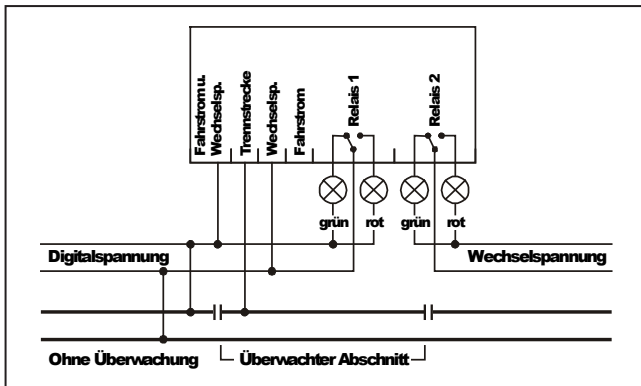 Fahrstrom u.
Wechselsp.
Trennstrecke
Wechselsp.
Fahrstrom
Relais 1
Relais 2
grün
rot
grün
rot
Digitalspannung
Wechselspannung
Ohne Überwachung
Überwachter Abschnitt